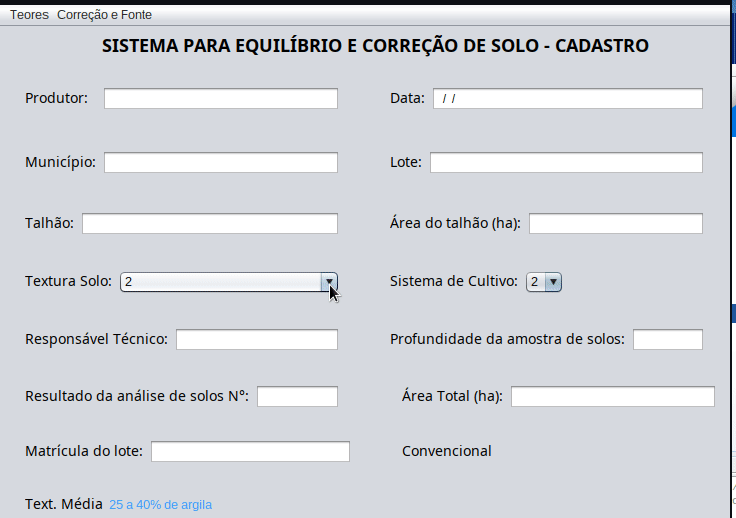 Teores Correção e Fonte
SISTEMA PARA EQUILÍBRIO E CORREÇÃO DE SOLO - CADASTRO
Produtor: Data: / /
Município: Lote:
Talhão: Área do talhão (ha):
Textura Solo: 2 Sistema de Cultivo: 2
Responsável Técnico: Profundidade da amostra de solos:
Resultado da análise de solos N°: Área Total (ha):
Matrícula do lote: Convencional
Text. Média 25 a 40% de argila